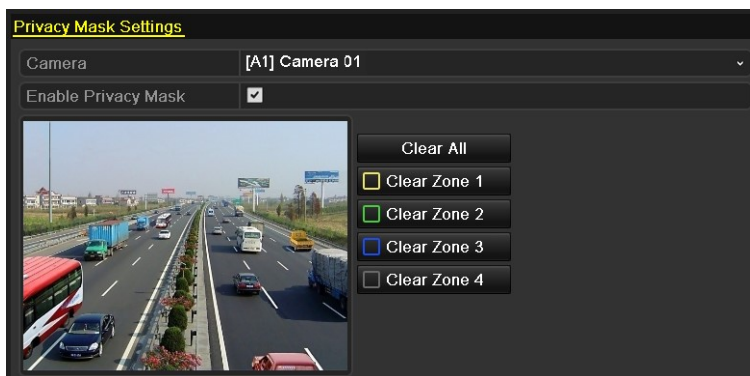 Privacy Mask Settings
Camera [A1] Camera 01
Enable Privacy Mask
Clear All
Clear Zone 1
Clear Zone 2
Clear Zone 3
Clear Zone 4